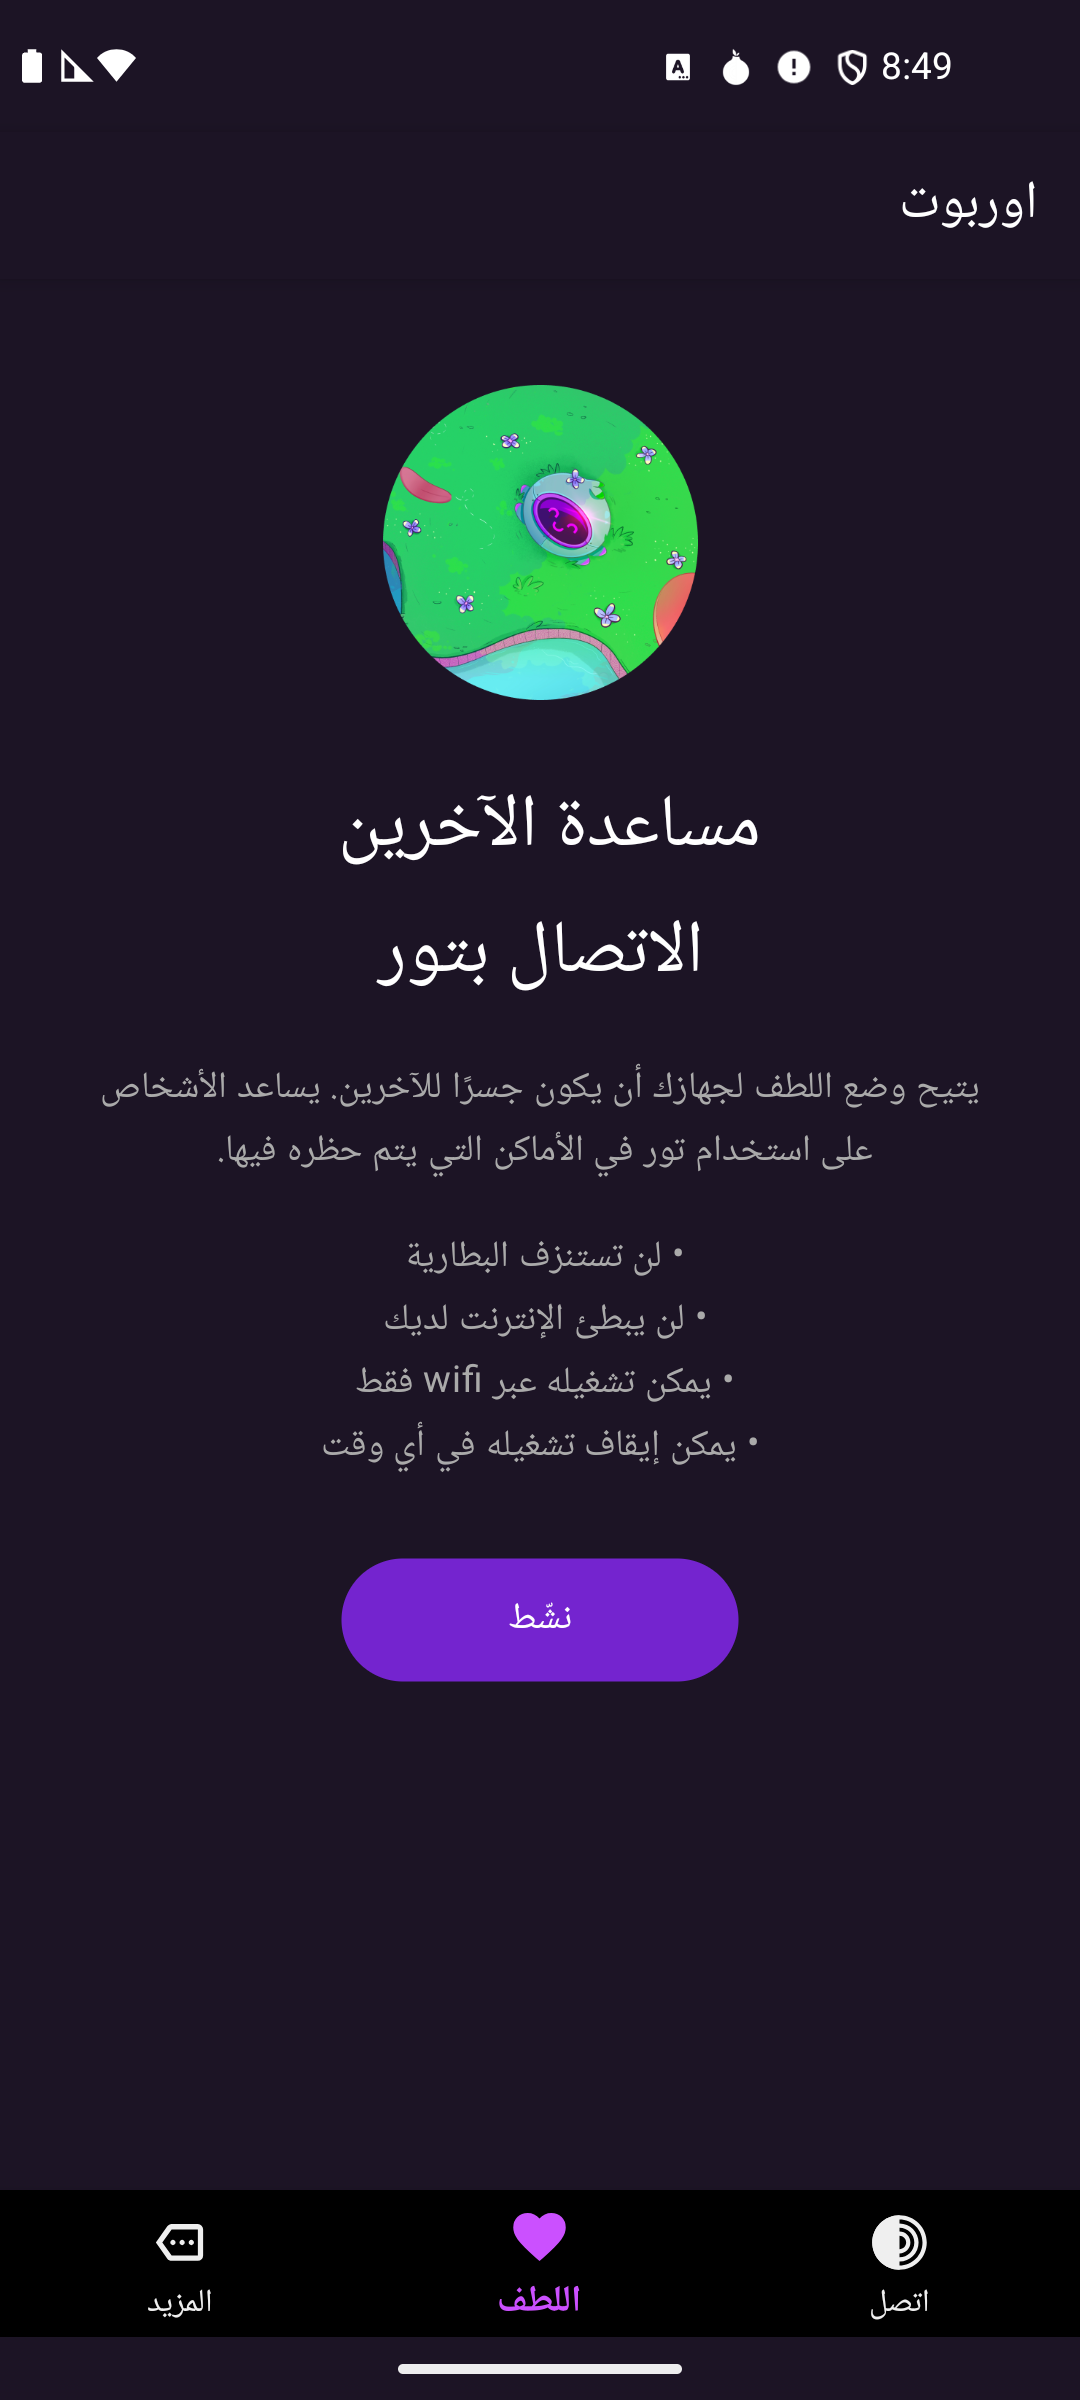 8:49
اوربوت
مساعدة الآخرين
الاتصال بتور
يتيح وضع اللطف لجهازك أن يكون جسرًا للآخرين. يساعد الأشخاص
على استخدام تور في الأماكن التي يتم حظره فيها.
• لن تستنزف البطارية
• لن يبطئ الإنترنت لديك
• يمكن تشغيله عبر wifi فقط
• يمكن إيقاف تشغيله في أي وقت
نشّط
اتصل
اللطف
المزيد